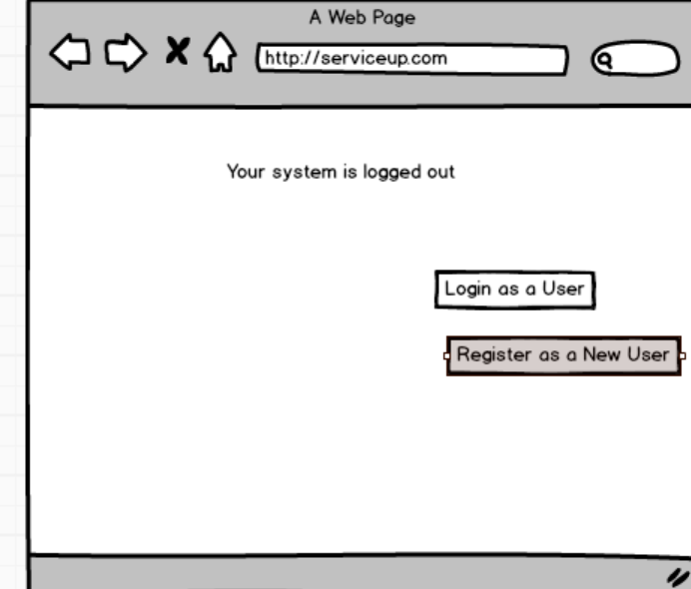 A Web Page
http://serviceup.com
Your system is logged out
Login as a User
Register as a New User